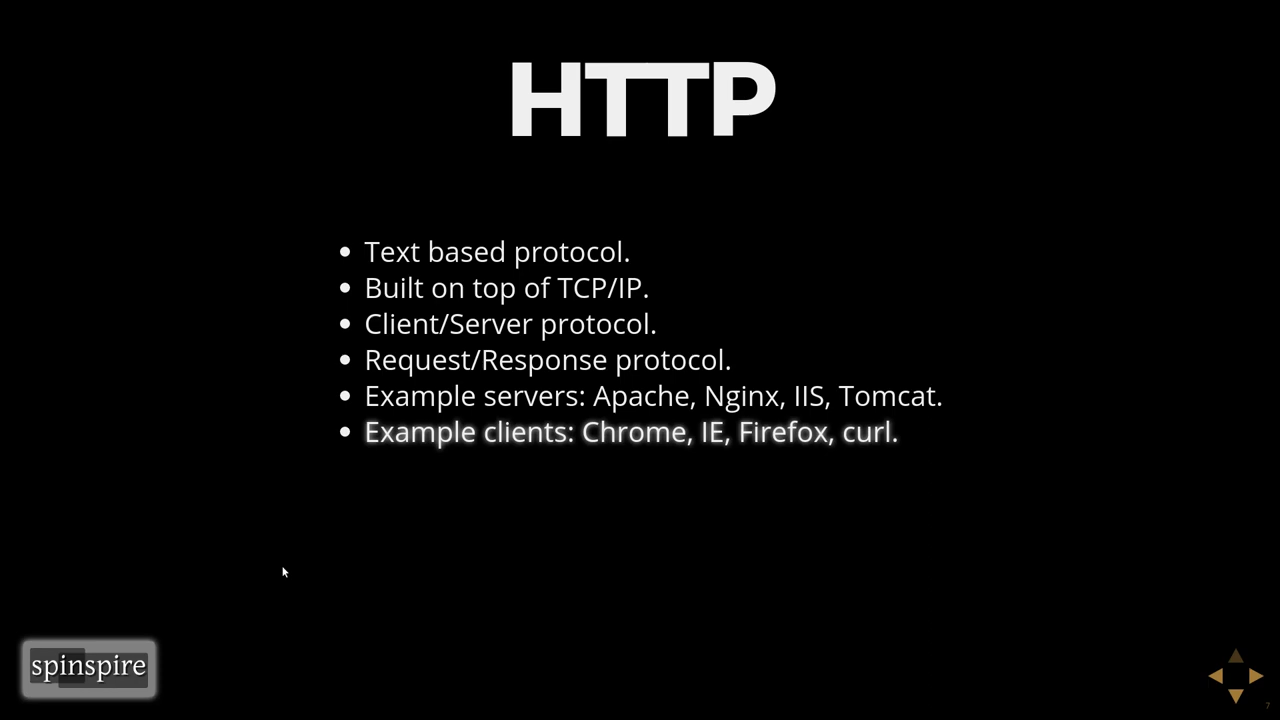 HTTP
Text based protocol.
Built on top of TCP/IP.
Client/Server protocol.
Request/Response protocol.
Example servers: Apache, Nginx, IIS, Tomcat.
Example clients: Chrome, IE, Firefox, curl.
spinspire
7